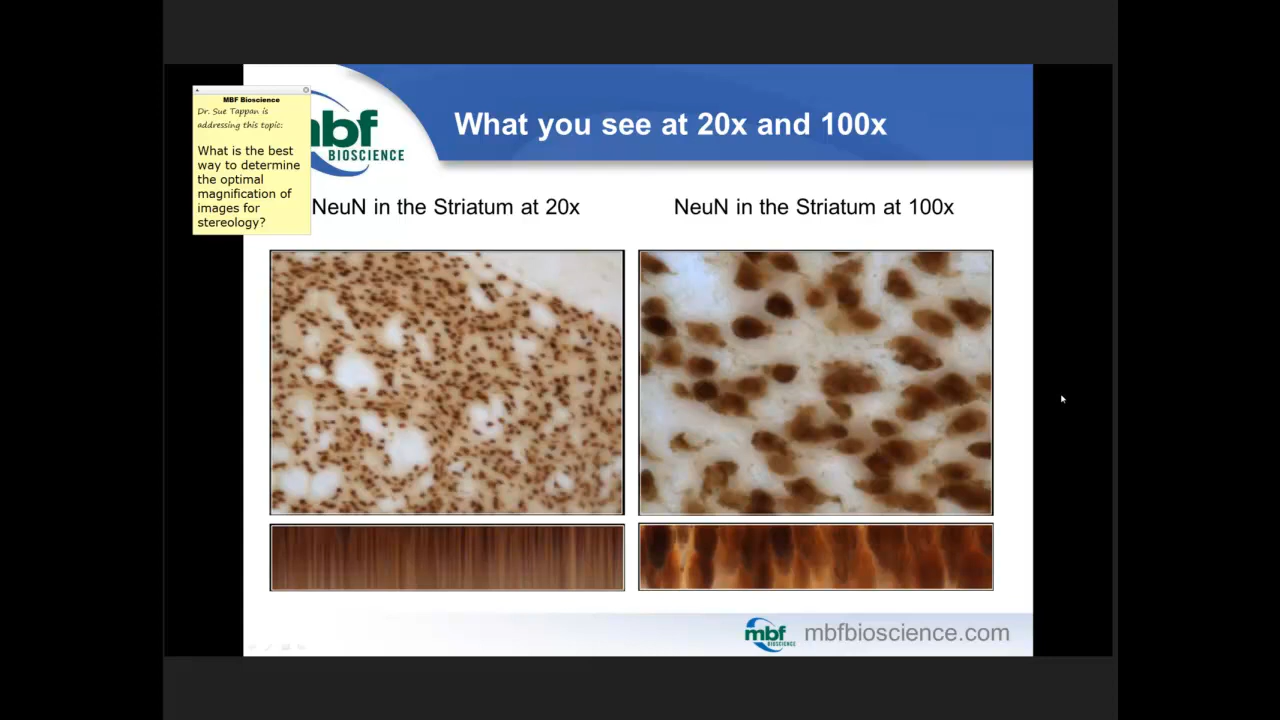 MBF Bioscience
Dr. Sue Tappan is
addressing this topic:
What is the best
way to determine
the optimal
magnification of
images for
stereology?
mbf
BIOSCIENCE
What you see at 20x and 100x
NeuN in the Striatum at 20x
NeuN in the Striatum at 100x
mbf
BIOSCIENCE
mbfbioscience.com